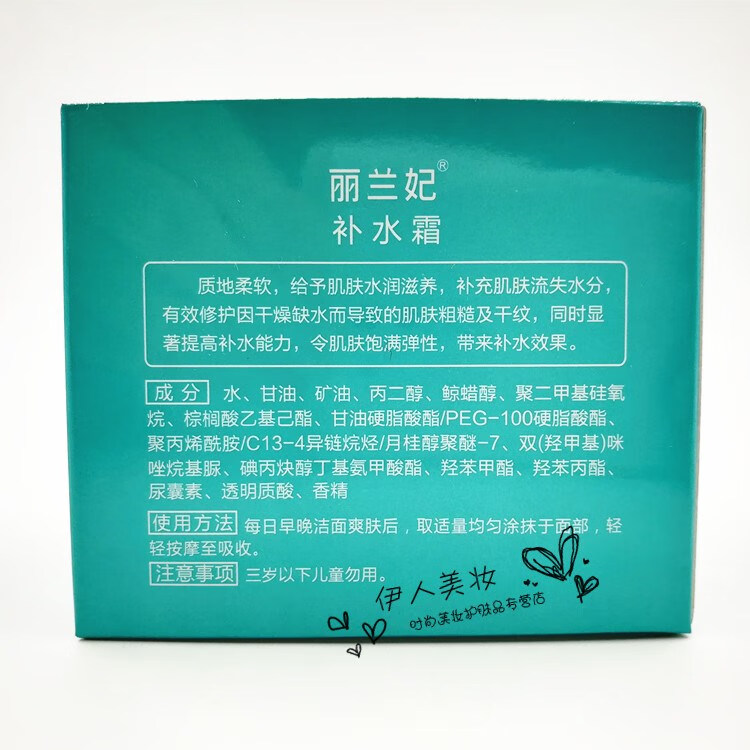 丽兰妃®
补水霜
质地柔软，给予肌肤水润滋养，补充肌肤流失水分，
有效修护因干燥缺水而导致的肌肤粗糙及干纹，同时显
著提高补水能力，令肌肤饱满弹性，带来补水效果。
成分 水、甘油、矿油、丙二醇、鲸蜡醇、聚二甲基硅氧
烷、棕榈酸乙基己酯、甘油硬脂酸酯/PEG-100硬脂酸酯、
聚丙烯酰胺/C13-4异链烷烃/月桂醇聚醚-7、双(羟甲基)咪
唑烷基脲、碘丙炔醇丁基氨甲酸酯、羟苯甲酯、羟苯丙酯、
尿囊素、透明质酸、香精
使用方法 每日早晚洁面爽肤后，取适量均匀涂抹于面部，轻
轻按摩至吸收。
注意事项 三岁以下儿童勿用。
伊人美妆
时尚美妆护肤品专营店